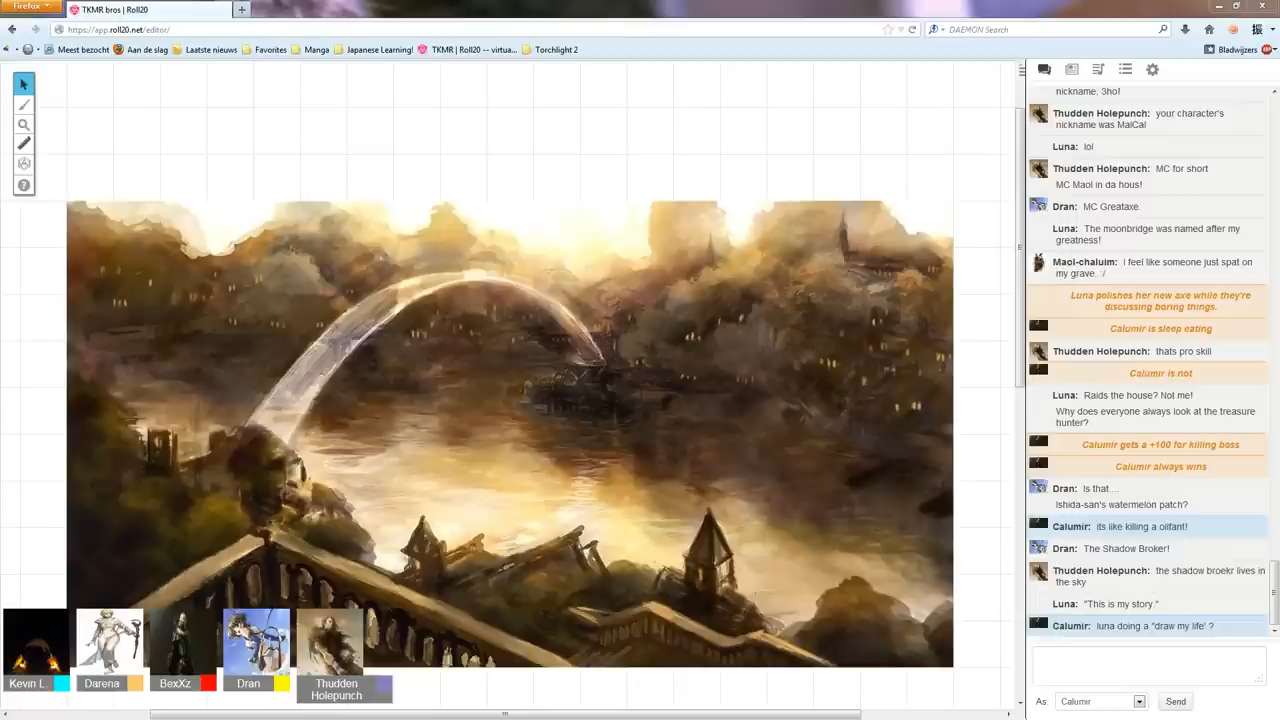 Firefox
TKMR bros | Roll20
https://app.roll20.net/editor/
DAEMON Search
Meest bezocht
Aan de slag
Laatste nieuws
Favorites
Manga
Japanese Learning!
TKMR | Roll20 -- virtua...
Torchlight 2
Bladwijzers
nickname, 3ho!
Thudden Holepunch: your character's
nickname was MalCal
Luna: lol
Thudden Holepunch: MC for short
MC Maol in da hous!
Dran: MC Greataxe.
Luna: The moonbridge was named after my
greatness!
Maol-chaluim: I feel like someone just spat on
my grave. :/
Luna polishes her new axe while they're
discussing boring things.
Calumir is sleep eating
Thudden Holepunch: thats pro skill
Calumir is not
Luna: Raids the house? Not me!
Why does everyone always look at the treasure
hunter?
Calumir gets a +100 for killing boss
Calumir always wins
Dran: Is that....
Ishida-san's watermelon patch?
Calumir: its like killing a olifant!
Dran: The Shadow Broker!
Thudden Holepunch: the shadow broekr lives in
the sky
Luna: "This is my story."
Calumir: luna doing a "draw my life' ?
Kevin L.
Darena
BexXz
Dran
Thudden
Holepunch
As:
Calumir
Send